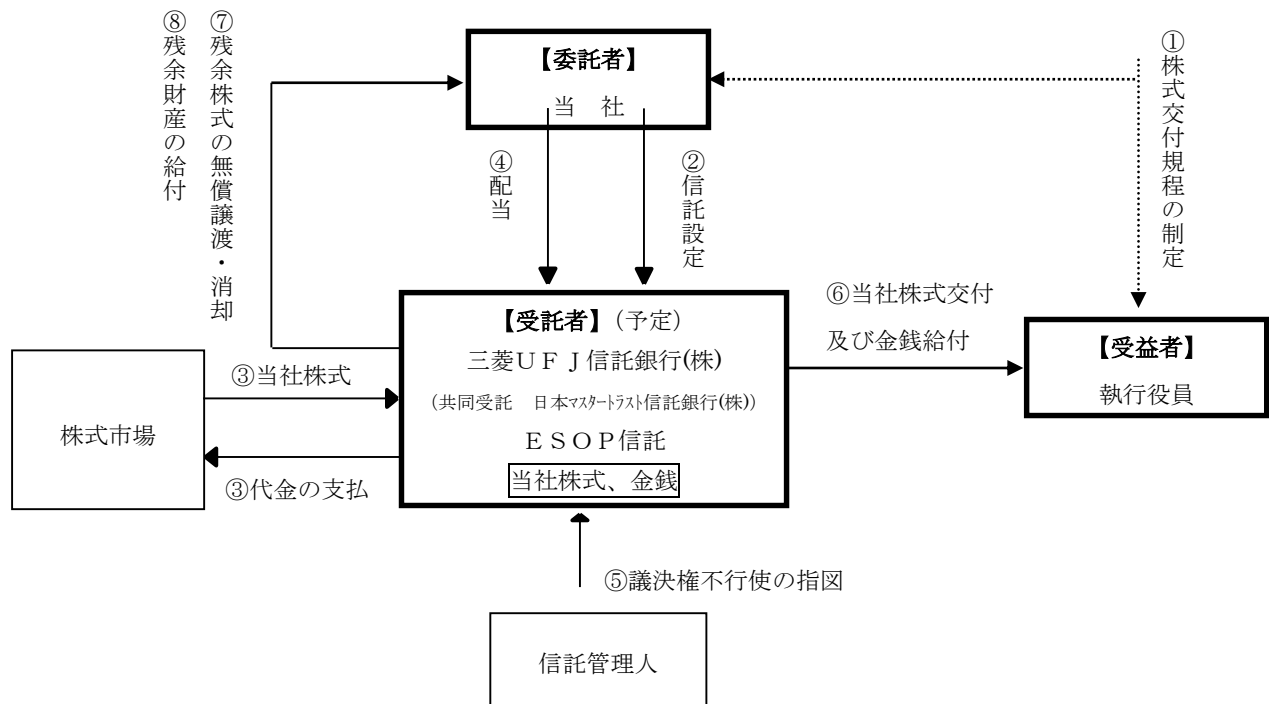 ⑧残余財産の給付
⑦残余株式の無償譲渡・消却
【委託者】
当　社
①株式交付規程の制定
④配当
②信託設定
【受託者】（予定）
三菱ＵＦＪ信託銀行(株)
（共同受託　日本ﾏｽﾀｰﾄﾗｽﾄ信託銀行(株)）
ＥＳＯＰ信託
当社株式、金銭
⑥当社株式交付
及び金銭給付
【受益者】
執行役員
③当社株式
株式市場
③代金の支払
⑤議決権不行使の指図
信託管理人